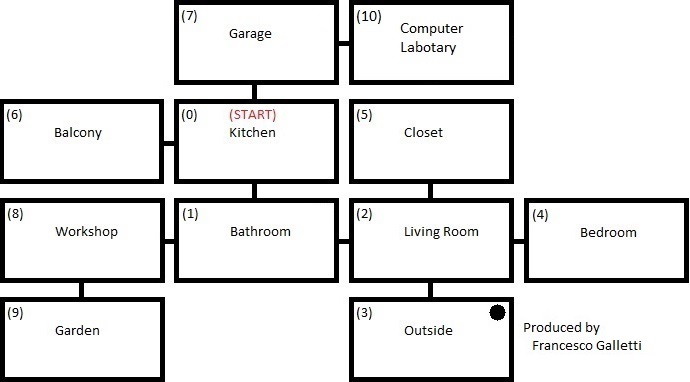 (7)
Garage
(10)
Computer
Labotary
(6)
Balcony
(0)
(START)
Kitchen
(5)
Closet
(8)
Workshop
(1)
Bathroom
(2)
Living Room
(4)
Bedroom
(9)
Garden
(3)
Outside
Produced by
Francesco Galletti